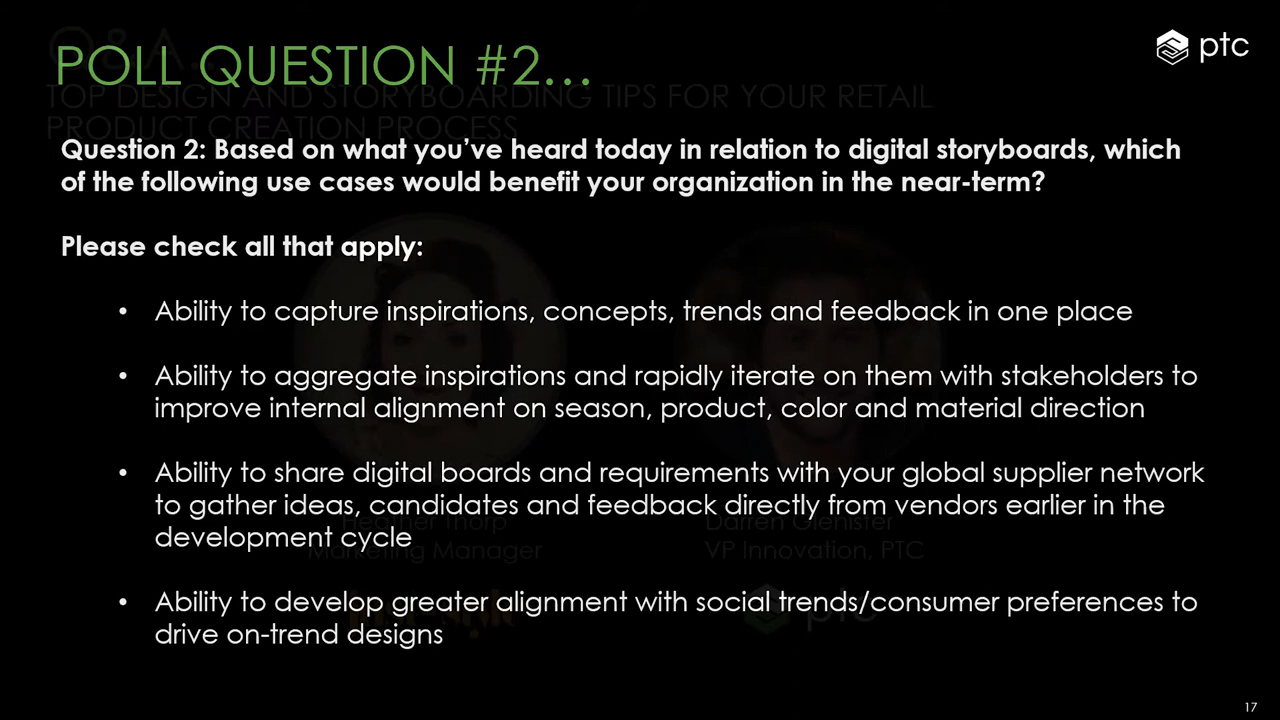 Q&A
POLL QUESTION #2...
ptc
TOP DESIGN AND STORYBOARDING TIPS FOR YOUR RETAIL
PRODUCT CREATION PROCESS
Question 2: Based on what you’ve heard today in relation to digital storyboards, which
of the following use cases would benefit your organization in the near-term?
Please check all that apply:
• Ability to capture inspirations, concepts, trends and feedback in one place
• Ability to aggregate inspirations and rapidly iterate on them with stakeholders to
improve internal alignment on season, product, color and material direction
• Ability to share digital boards and requirements with your global supplier network
to gather ideas, candidates and feedback directly from vendors earlier in the
development cycle
Heather Thorp
Marketing Manager
Darren Glenister
VP Innovation, PTC
• Ability to develop greater alignment with social trends/consumer preferences to
drive on-trend designs
ptc
17